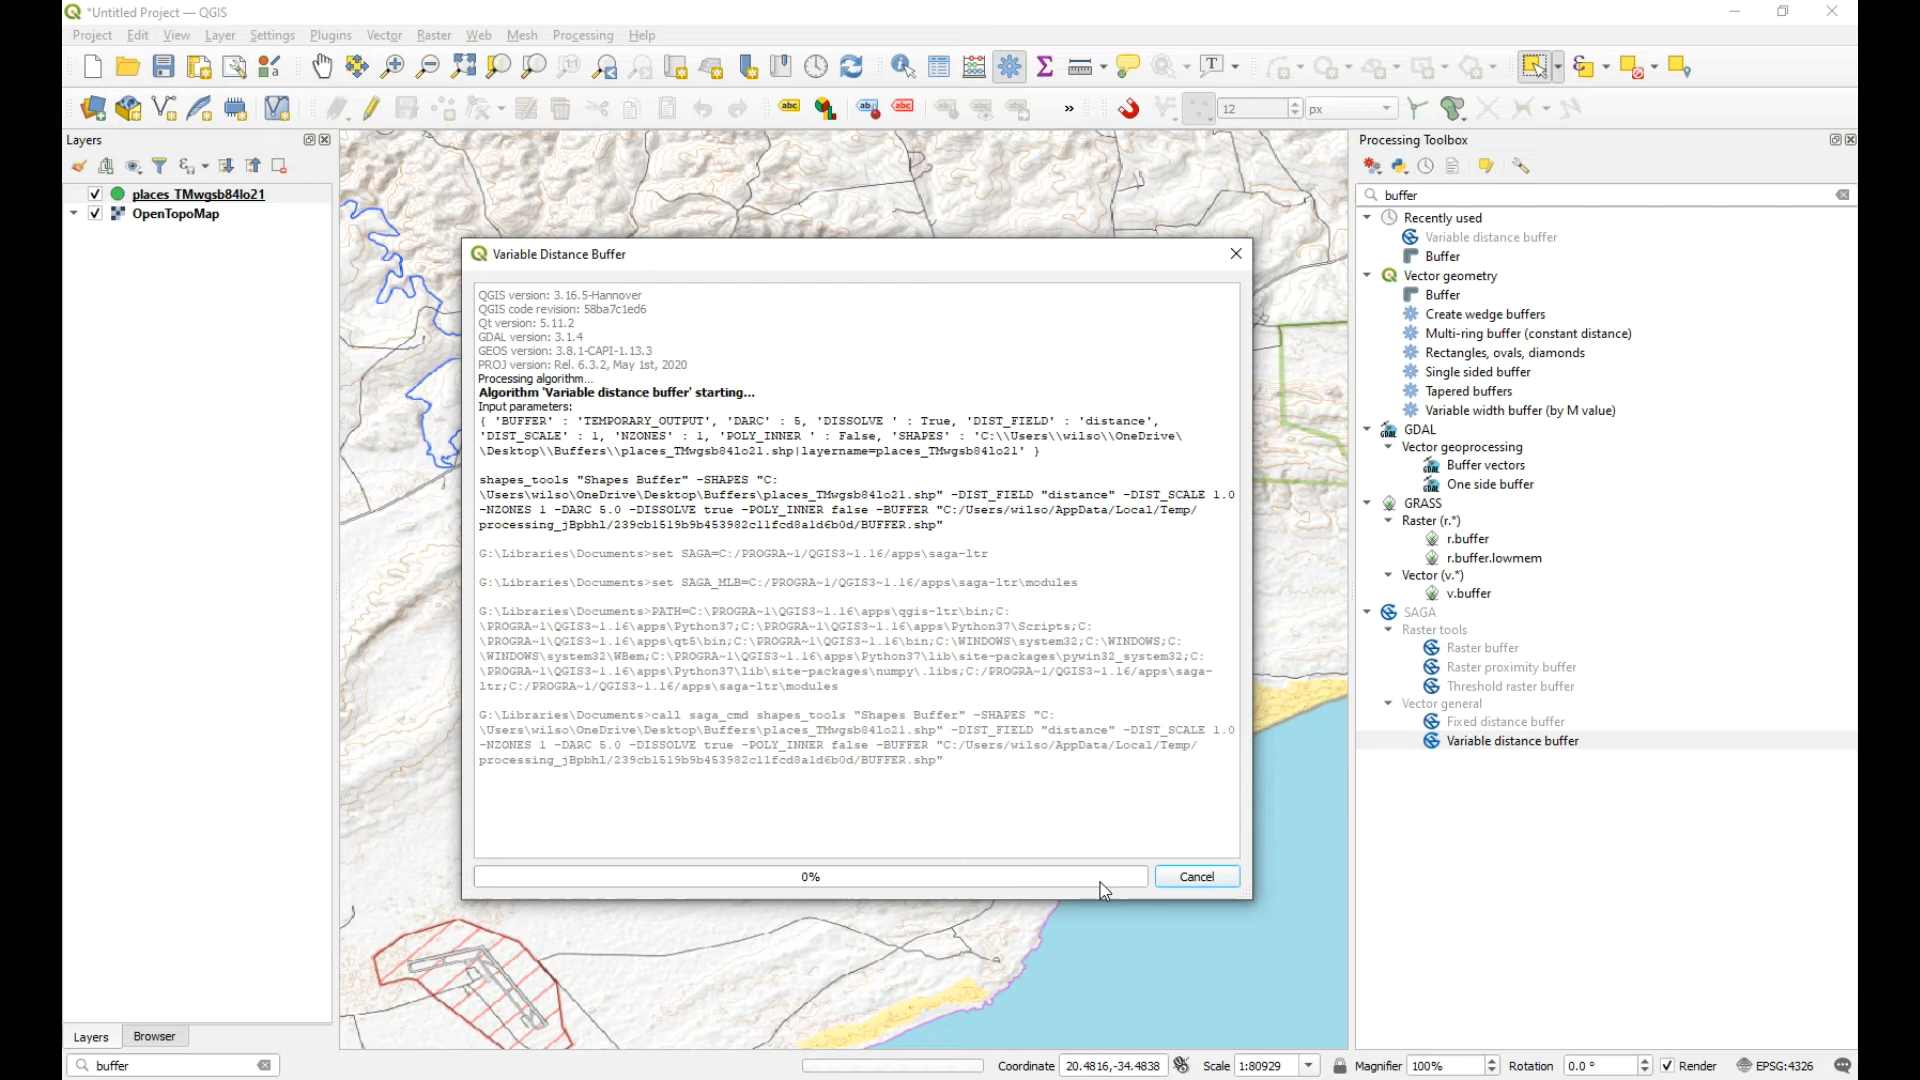 *Untitled Project — QGIS
Project Edit View Layer Settings Plugins Vector Raster Web Mesh Processing Help
12 px
Layers
places_TMwgsb84lo21
OpenTopoMap
Variable Distance Buffer
QGIS version: 3.16.5-Hannover
QGIS code revision: 58ba7c1ed6
Qt version: 5.11.2
GDAL version: 3.1.4
GEOS version: 3.8.1-CAPI-1.13.3
PROJ version: Rel. 6.3.2, May 1st, 2020
Processing algorithm…
Algorithm 'Variable distance buffer' starting…
Input parameters:
{ 'BUFFER' : 'TEMPORARY_OUTPUT', 'DARC' : 5, 'DISSOLVE ' : True, 'DIST_FIELD' : 'distance',
'DIST_SCALE' : 1, 'NZONES' : 1, 'POLY_INNER ' : False, 'SHAPES' : 'C:\\Users\\wilso\\OneDrive\
\Desktop\\Buffers\\places_TMwgsb84lo21.shp|layername=places_TMwgsb84lo21' }
shapes_tools "Shapes Buffer" -SHAPES "C:
\Users\wilso\OneDrive\Desktop\Buffers\places_TMwgsb84lo21.shp" -DIST_FIELD "distance" -DIST_SCALE 1.0
-NZONES 1 -DARC 5.0 -DISSOLVE true -POLY_INNER false -BUFFER "C:/Users/wilso/AppData/Local/Temp/
processing_jBpbhl/239cb1519b9b453982c11fcd8a1d6b0d/BUFFER.shp"
G:\Libraries\Documents>set SAGA=C:/PROGRA~1/QGIS3~1.16/apps\saga-ltr
G:\Libraries\Documents>set SAGA_MLB=C:/PROGRA~1/QGIS3~1.16/apps\saga-ltr\modules
G:\Libraries\Documents>PATH=C:\PROGRA~1\QGIS3~1.16\apps\qgis-ltr\bin;C:
\PROGRA~1\QGIS3~1.16\apps\Python37;C:\PROGRA~1\QGIS3~1.16\apps\Python37\Scripts;C:
\PROGRA~1\QGIS3~1.16\apps\qt5\bin;C:\PROGRA~1\QGIS3~1.16\bin;C:\WINDOWS\system32;C:\WINDOWS;C:
\WINDOWS\system32\WBem;C:\PROGRA~1\QGIS3~1.16\apps\Python37\lib\site-packages\pywin32_system32;C:
\PROGRA~1\QGIS3~1.16\apps\Python37\lib\site-packages\numpy\.libs;C:/PROGRA~1/QGIS3~1.16/apps\saga-
ltr;C:/PROGRA~1/QGIS3~1.16/apps\saga-ltr\modules
G:\Libraries\Documents>call saga_cmd shapes_tools "Shapes Buffer" -SHAPES "C:
\Users\wilso\OneDrive\Desktop\Buffers\places_TMwgsb84lo21.shp" -DIST_FIELD "distance" -DIST_SCALE 1.0
-NZONES 1 -DARC 5.0 -DISSOLVE true -POLY_INNER false -BUFFER "C:/Users/wilso/AppData/Local/Temp/
processing_jBpbhl/239cb1519b9b453982c11fcd8a1d6b0d/BUFFER.shp"
0%
Cancel
Processing Toolbox
buffer
Recently used
Variable distance buffer
Buffer
Vector geometry
Buffer
Create wedge buffers
Multi-ring buffer (constant distance)
Rectangles, ovals, diamonds
Single sided buffer
Tapered buffers
Variable width buffer (by M value)
GDAL
Vector geoprocessing
Buffer vectors
One side buffer
GRASS
Raster (r.*)
r.buffer
r.buffer.lowmem
Vector (v.*)
v.buffer
SAGA
Raster tools
Raster buffer
Raster proximity buffer
Threshold raster buffer
Vector general
Fixed distance buffer
Variable distance buffer
Layers Browser
buffer
Coordinate 20.4816,-34.4838 Scale 1:80929 Magnifier 100% Rotation 0.0 ° Render EPSG:4326